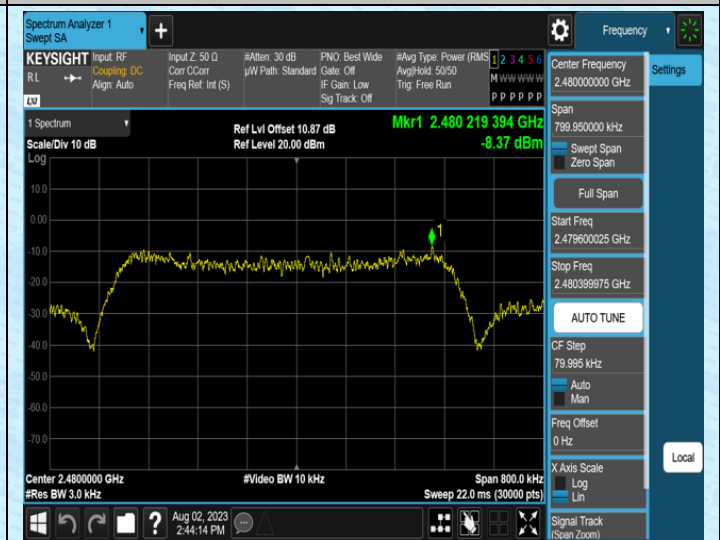 Spectrum Analyzer 1
Swept SA
Frequency
KEYSIGHT
RL
LXI
Input: RF
Coupling: DC
Align: Auto
Input Z: 50 Ω
Corr CCorr
Freq Ref: Int (S)
#Atten: 30 dB
µW Path: Standard
PNO: Best Wide
Gate: Off
IF Gain: Low
Sig Track: Off
#Avg Type: Power (RMS
Avg|Hold: 50/50
Trig: Free Run
1 2 3 4 5 6
M W W W W W
P P P P P P
1 Spectrum
Scale/Div 10 dB
Ref Lvl Offset 10.87 dB
Ref Level 20.00 dBm
Mkr1 2.480 219 394 GHz
-8.37 dBm
Log
10.0
0.00
-10.0
-20.0
-30.0
-40.0
-50.0
-60.0
-70.0
1
Center 2.4800000 GHz
#Res BW 3.0 kHz
#Video BW 10 kHz
Span 800.0 kHz
Sweep 22.0 ms (30000 pts)
Aug 02, 2023
2:44:14 PM
Center Frequency
2.480000000 GHz
Span
799.950000 kHz
Swept Span
Zero Span
Full Span
Start Freq
2.479600025 GHz
Stop Freq
2.480399975 GHz
AUTO TUNE
CF Step
79.995 kHz
Auto
Man
Freq Offset
0 Hz
X Axis Scale
Log
Lin
Signal Track
(Span Zoom)
Settings
Local